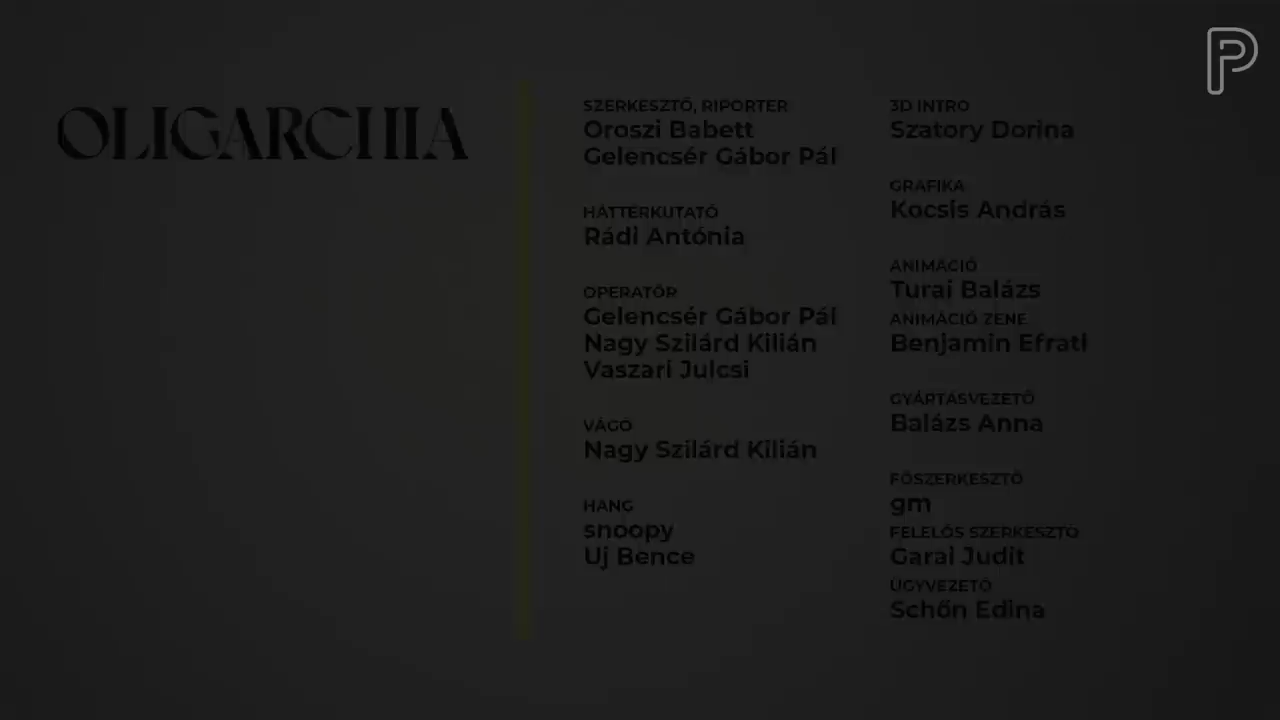 OLIGARCHIA
SZERKESZTŐ, RIPORTER
Oroszi Babett
Gelencsér Gábor Pál
HÁTTÉRKUTATÓ
Rádi Antónia
OPERATŐR
Gelencsér Gábor Pál
Nagy Szilárd Kilián
Vaszari Julcsi
VÁGÓ
Nagy Szilárd Kilián
HANG
snoopy
Uj Bence
3D INTRO
Szatory Dorina
GRAFIKA
Kocsis András
ANIMÁCIÓ
Turai Balázs
ANIMÁCIÓ ZENE
Benjamin Efrati
GYÁRTÁSVEZETŐ
Balázs Anna
FŐSZERKESZTŐ
gm
FELELŐS SZERKESZTŐ
Garai Judit
ÜGYVEZETŐ
Schőn Edina